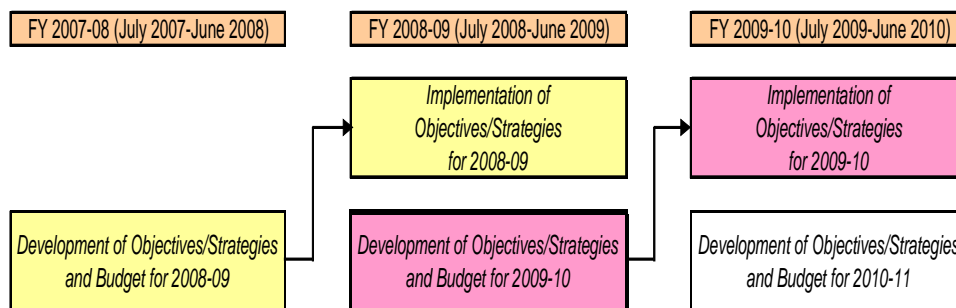 FY 2007-08 (July 2007-June 2008)
FY 2008-09 (July 2008-June 2009)
FY 2009-10 (July 2009-June 2010)
Implementation of
Objectives/Strategies
for 2008-09
Implementation of
Objectives/Strategies
for 2009-10
Development of Objectives/Strategies
and Budget for 2008-09
Development of Objectives/Strategies
and Budget for 2009-10
Development of Objectives/Strategies
and Budget for 2010-11